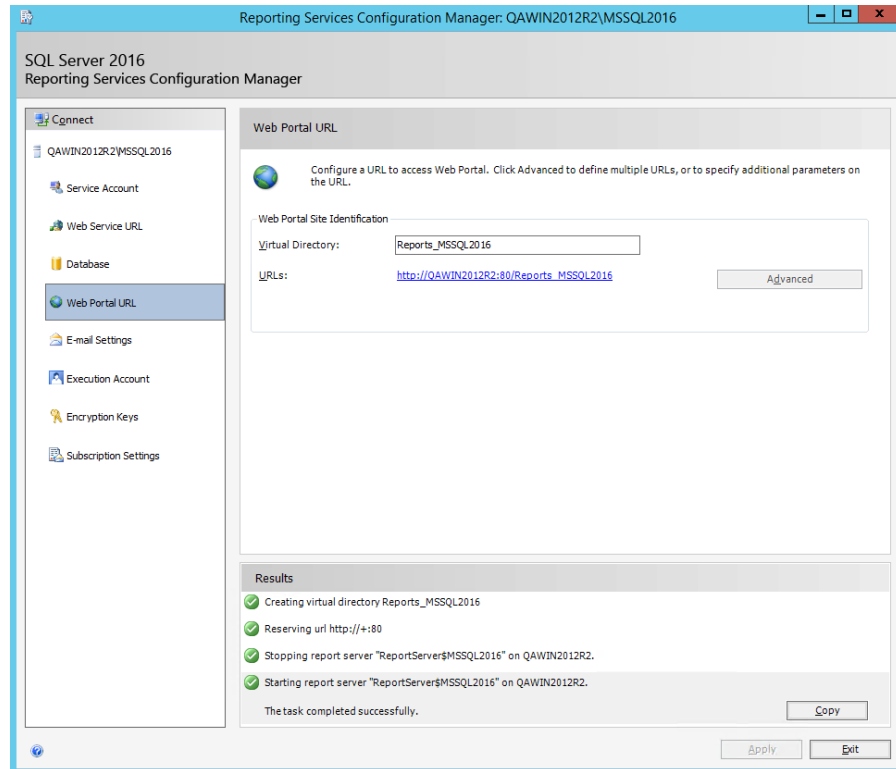 Reporting Services Configuration Manager: QAWIN2012R2\MSSQL2016
SQL Server 2016
Reporting Services Configuration Manager
Connect
QAWIN2012R2\MSSQL2016
Service Account
Web Service URL
Database
Web Portal URL
E-mail Settings
Execution Account
Encryption Keys
Subscription Settings
Web Portal URL
Configure a URL to access Web Portal. Click Advanced to define multiple URLs, or to specify additional parameters on
the URL.
Web Portal Site Identification
Virtual Directory: Reports_MSSQL2016
URLs: http://QAWIN2012R2:80/Reports_MSSQL2016
Advanced
Results
Creating virtual directory Reports_MSSQL2016
Reserving url http://+:80
Stopping report server "ReportServer$MSSQL2016" on QAWIN2012R2.
Starting report server "ReportServer$MSSQL2016" on QAWIN2012R2.
The task completed successfully.
Copy
Apply Exit